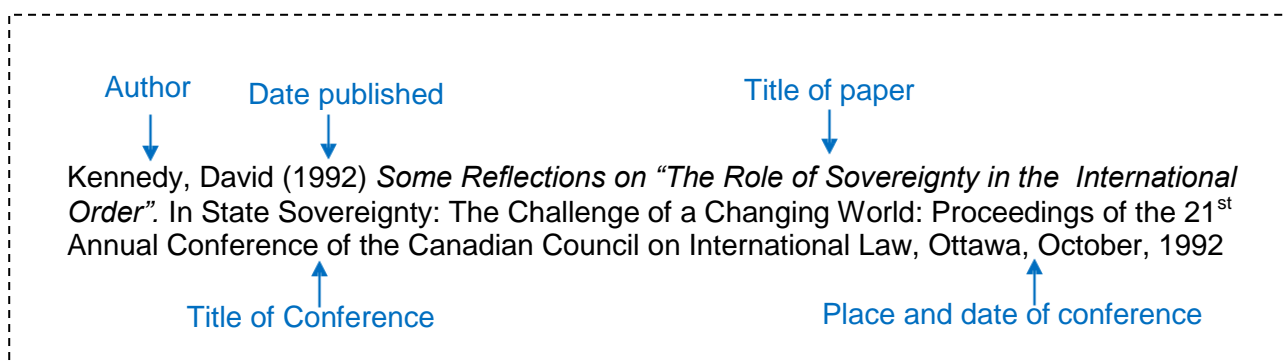 Author
Date published
Title of paper
Kennedy, David (1992) Some Reflections on “The Role of Sovereignty in the International
Order”. In State Sovereignty: The Challenge of a Changing World: Proceedings of the 21st
Annual Conference of the Canadian Council on International Law, Ottawa, October, 1992
Title of Conference
Place and date of conference